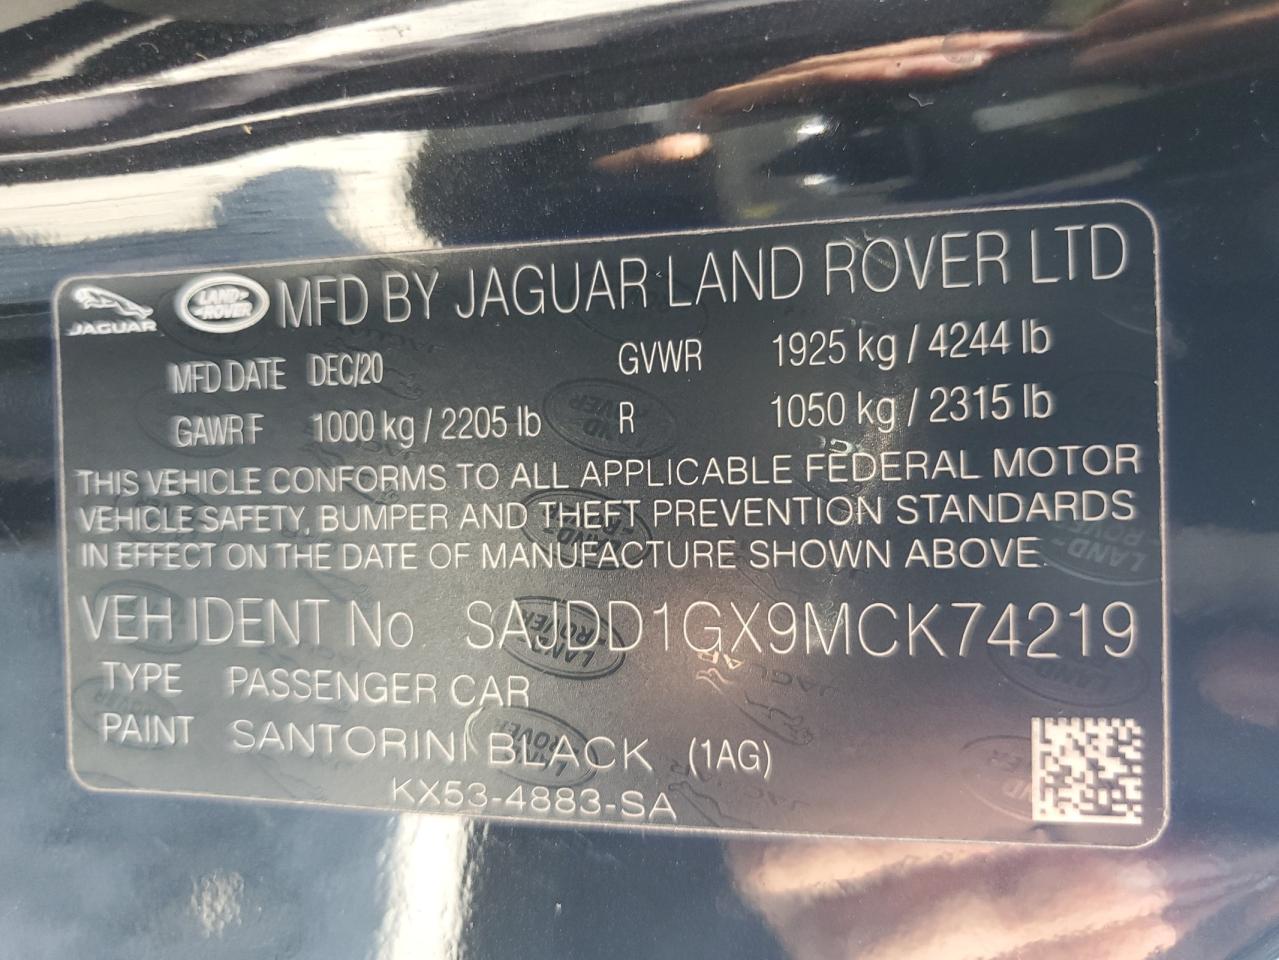 JAGUAR LAND ROVER MFD BY JAGUAR LAND ROVER LTD
MFD DATE DEC/20 GVWR 1925 kg / 4244 lb
GAWR F 1000 kg / 2205 lb R 1050 kg / 2315 lb
THIS VEHICLE CONFORMS TO ALL APPLICABLE FEDERAL MOTOR
VEHICLE SAFETY, BUMPER AND THEFT PREVENTION STANDARDS
IN EFFECT ON THE DATE OF MANUFACTURE SHOWN ABOVE.
VEH IDENT No SAJDD1GX9MCK74219
TYPE PASSENGER CAR
PAINT SANTORINI BLACK (1AG)
KX53-4883-SA